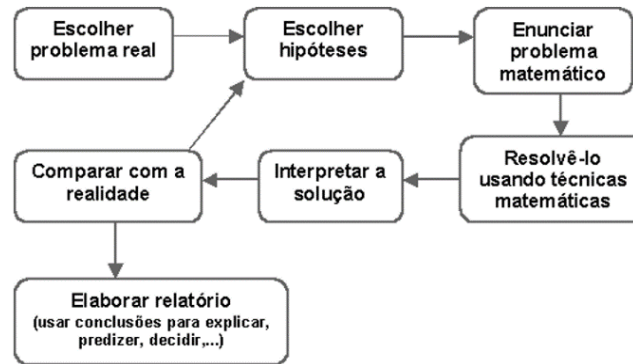 Escolher
problema real
Escolher
hipóteses
Enunciar
problema
matemático
Resolvê-lo
usando técnicas
matemáticas
Interpretar a
solução
Comparar com a
realidade
Elaborar relatório
(usar conclusões para explicar,
predizer, decidir,...)